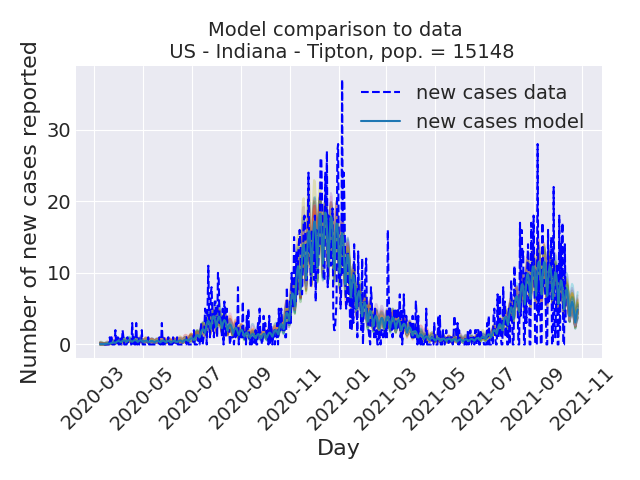 Model comparison to data
US - Indiana - Tipton, pop. = 15148
Number of new cases reported
30
20
10
0
new cases data
new cases model
2020-03
2020-05
2020-07
2020-09
2020-11
2021-01
2021-03
2021-05
2021-07
2021-09
2021-11
Day